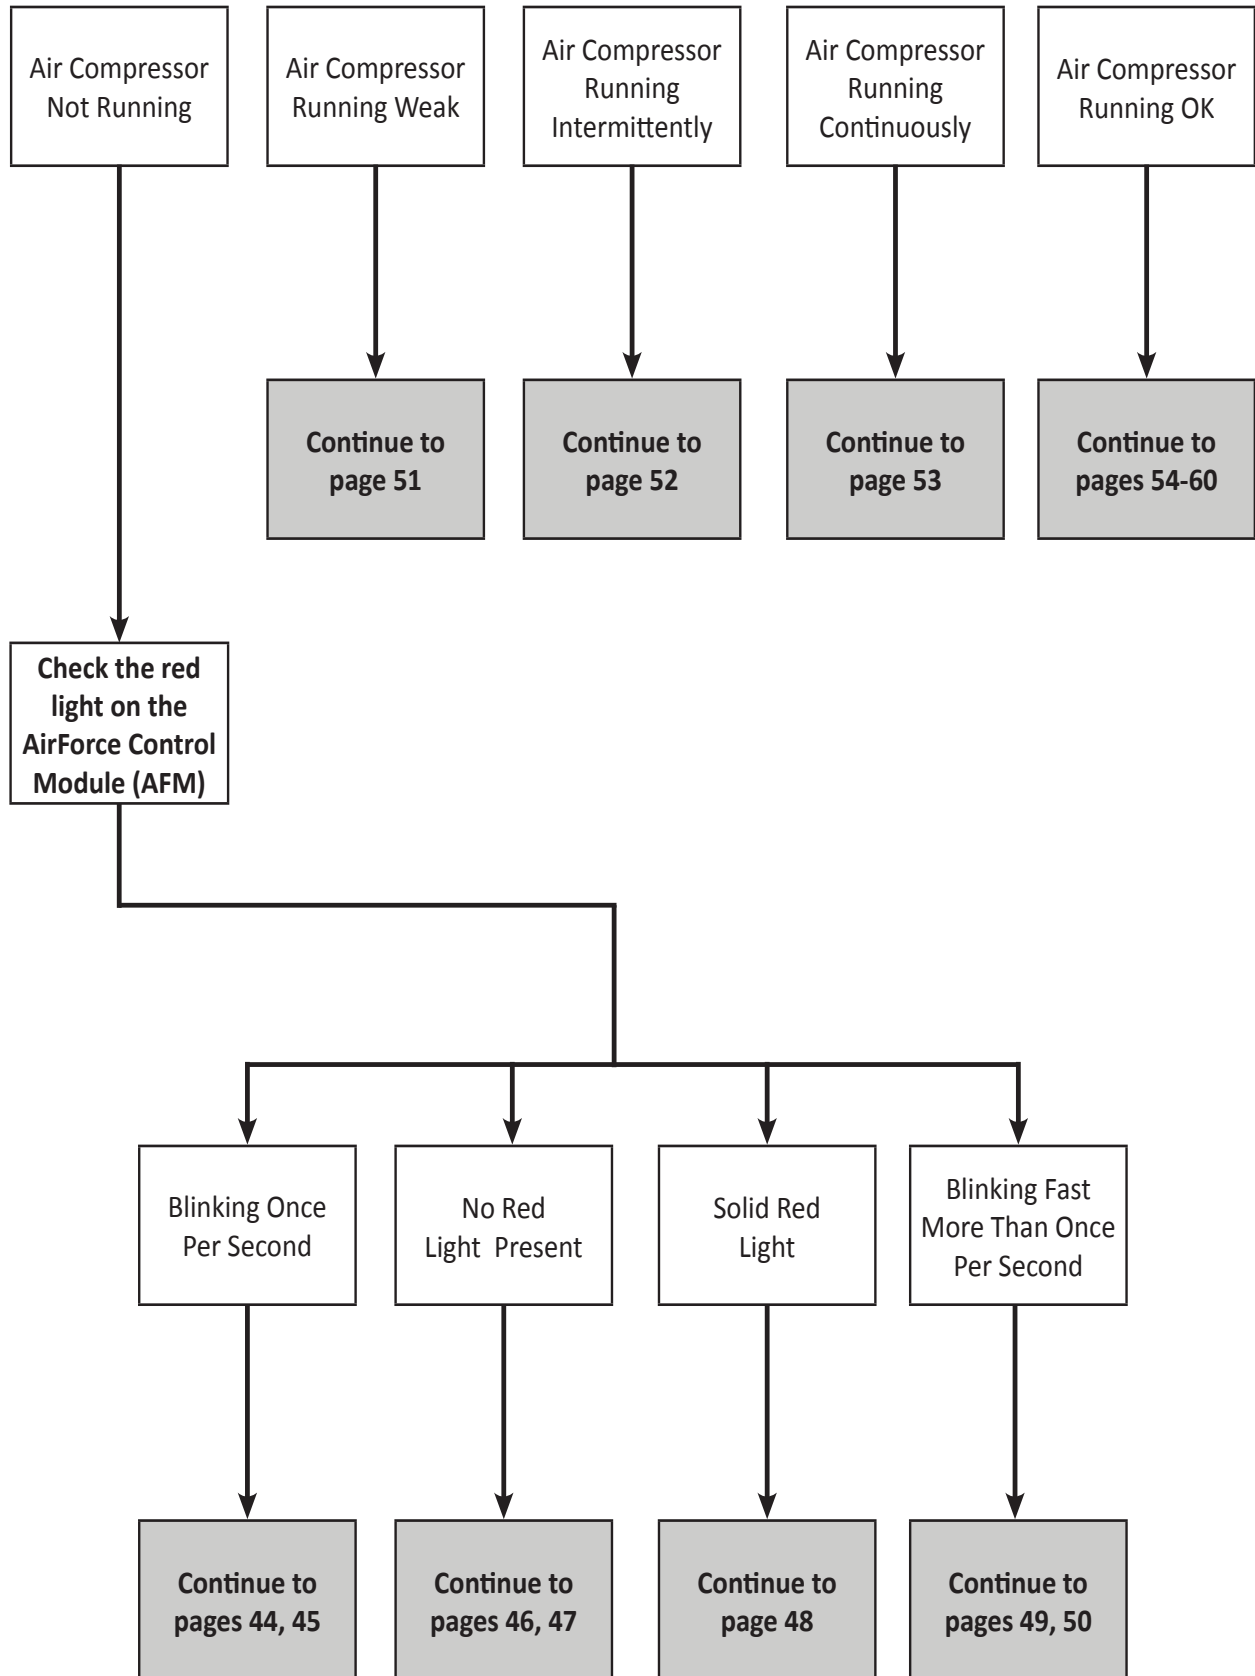 Air Compressor
Not Running
Air Compressor
Running Weak
Air Compressor
Running
Intermittently
Air Compressor
Running
Continuously
Air Compressor
Running OK
Continue to
page 51
Continue to
page 52
Continue to
page 53
Continue to
pages 54-60
Check the red
light on the
AirForce Control
Module (AFM)
Blinking Once
Per Second
No Red
Light  Present
Solid Red
Light
Blinking Fast
More Than Once
Per Second
Continue to
pages 44, 45
Continue to
pages 46, 47
Continue to
page 48
Continue to
pages 49, 50